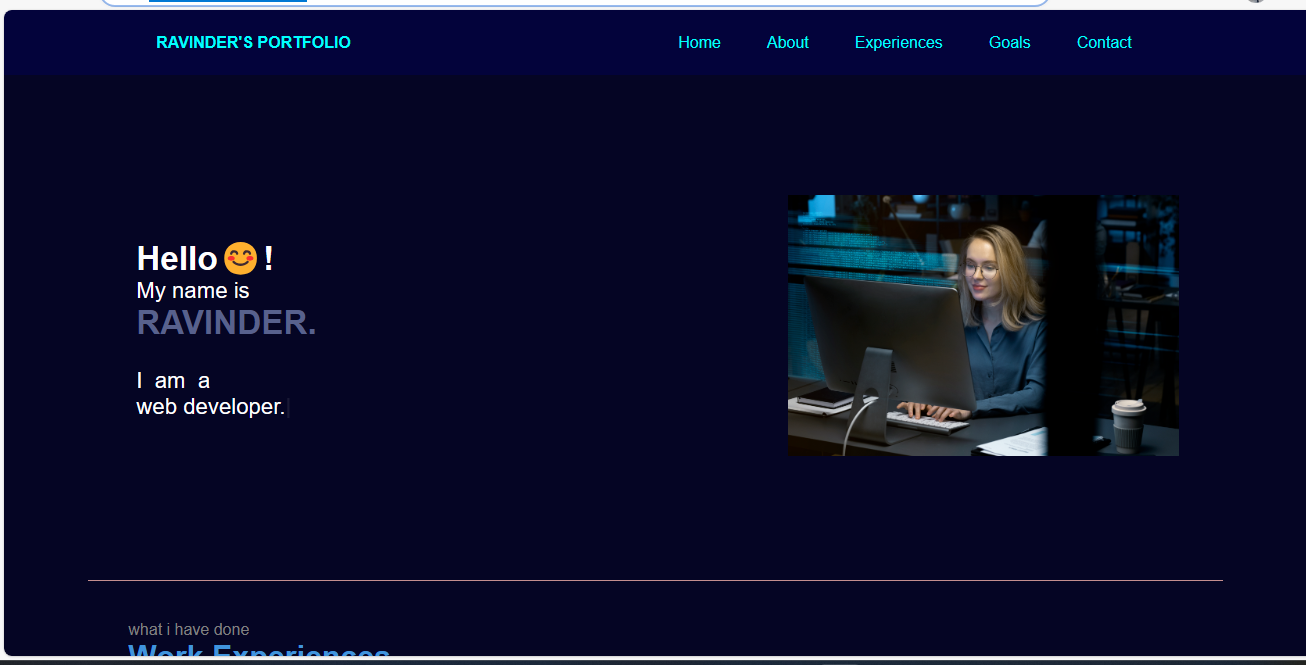 RAVINDER'S PORTFOLIO Home About Experiences Goals Contact
Hello😊!
My name is
RAVINDER.
I am a
web developer.
what i have done
Work Experiences